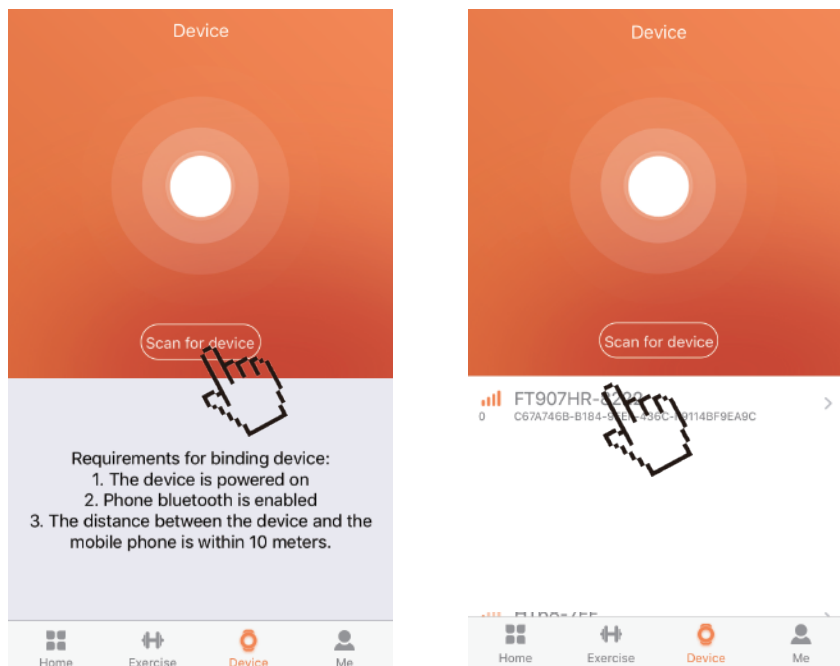 Device
Scan for device
Requirements for binding device:
1. The device is powered on
2. Phone bluetooth is enabled
3. The distance between the device and the
mobile phone is within 10 meters.
Home Exercise Device Me
Device
Scan for device
FT907HR-
0
Home Exercise Device Me